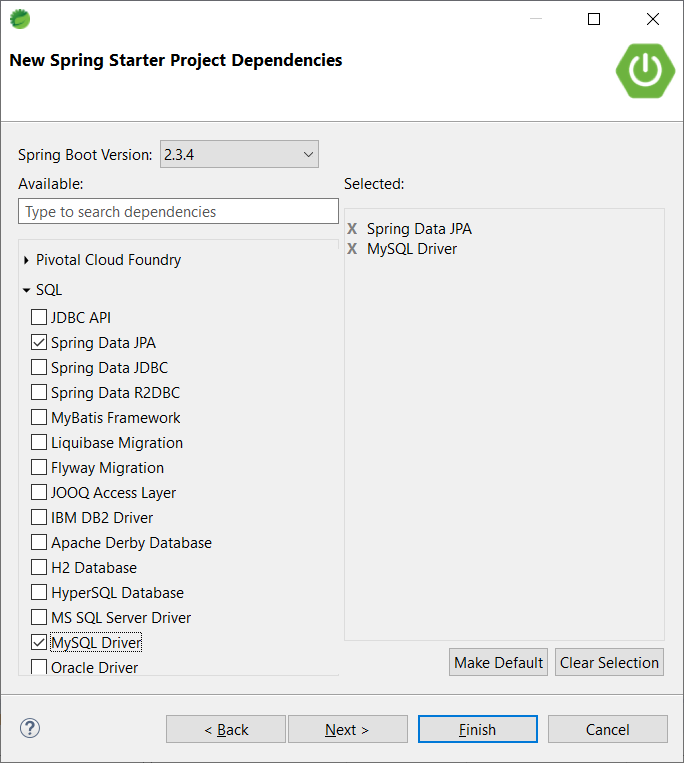 New Spring Starter Project Dependencies
Spring Boot Version: 2.3.4
Available:
Type to search dependencies
Pivotal Cloud Foundry
SQL
JDBC API
Spring Data JPA
Spring Data JDBC
Spring Data R2DBC
MyBatis Framework
Liquibase Migration
Flyway Migration
JOOQ Access Layer
IBM DB2 Driver
Apache Derby Database
H2 Database
HyperSQL Database
MS SQL Server Driver
MySQL Driver
Oracle Driver
Selected:
X Spring Data JPA
X MySQL Driver
Make Default Clear Selection
? < Back Next > Finish Cancel